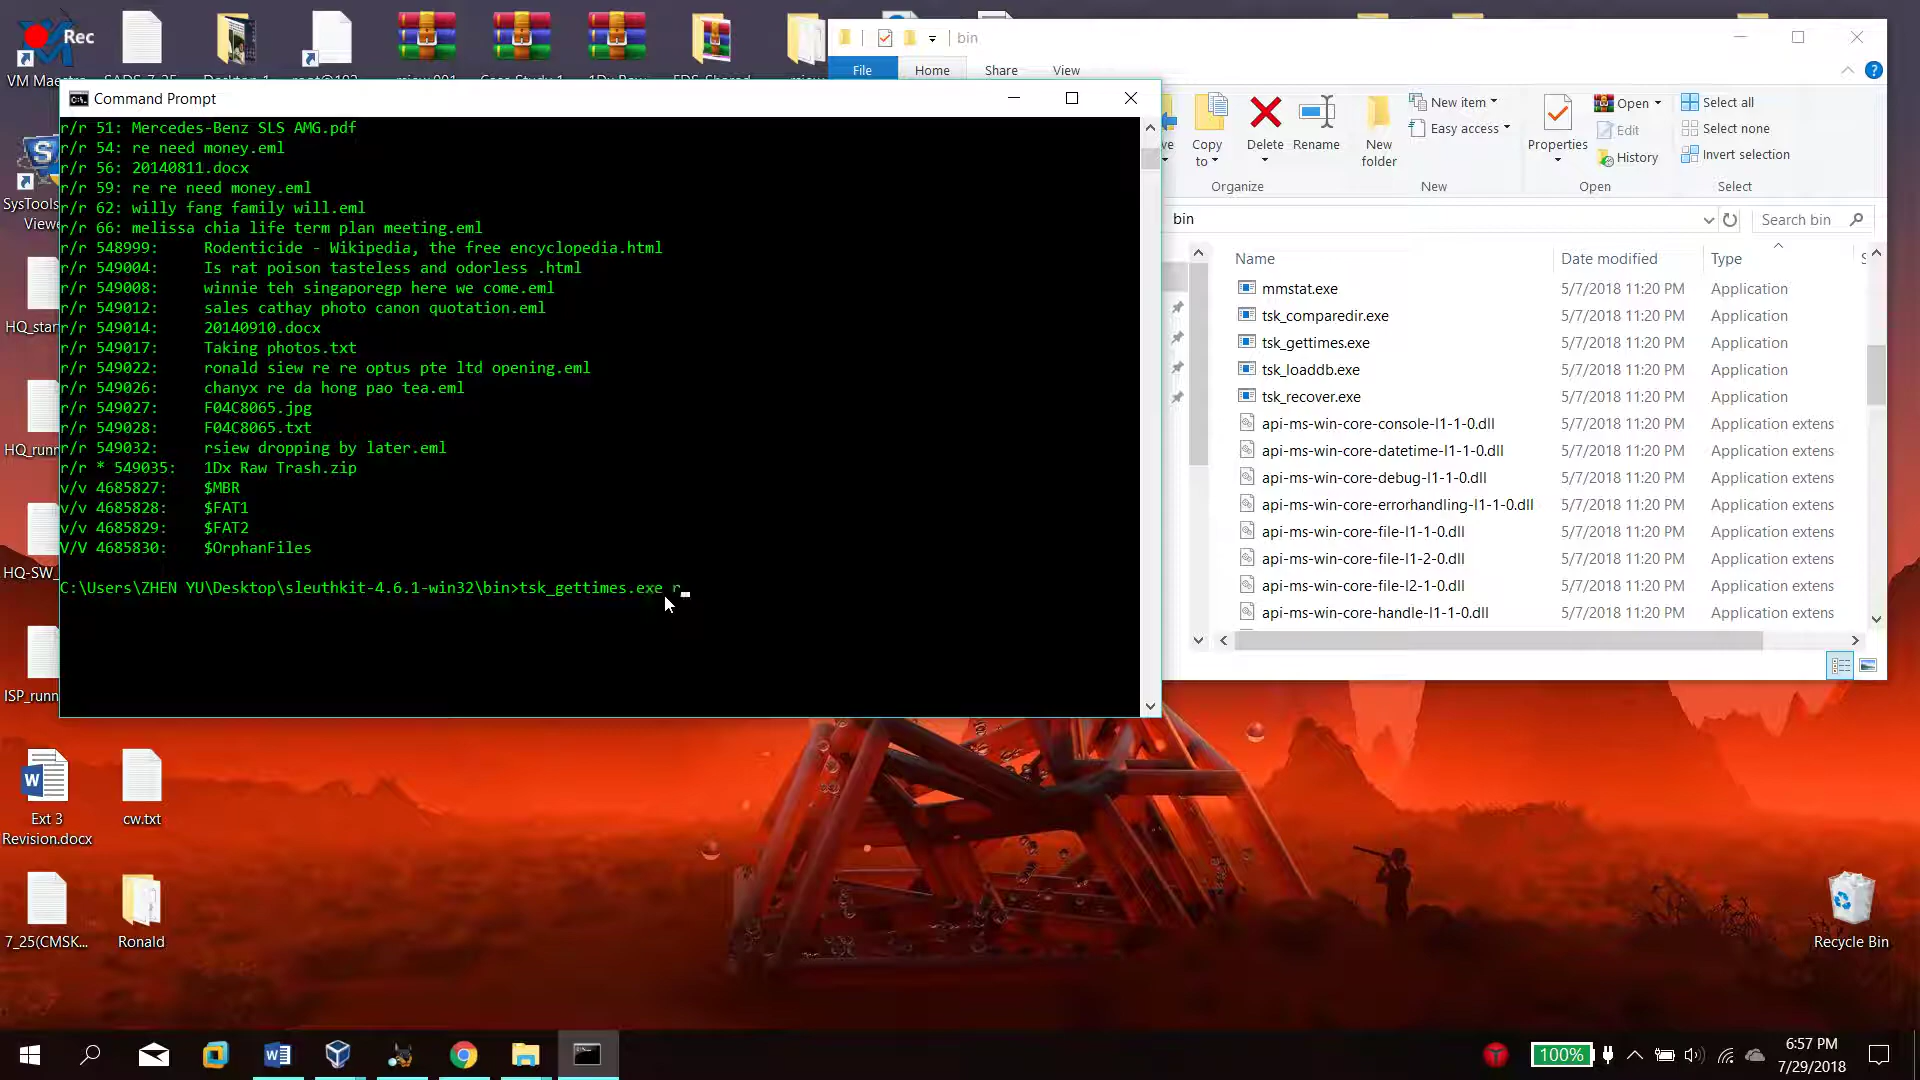 Rec
VM Maestro
Command Prompt
r/r 51: Mercedes-Benz SLS AMG.pdf
r/r 54: re need money.eml
r/r 56: 20140811.docx
r/r 59: re re need money.eml
r/r 62: willy fang family will.eml
r/r 66: melissa chia life term plan meeting.eml
r/r 548999: Rodenticide - Wikipedia, the free encyclopedia.html
r/r 549004: Is rat poison tasteless and odorless .html
r/r 549008: winnie teh singaporegp here we come.eml
r/r 549012: sales cathay photo canon quotation.eml
r/r 549014: 20140910.docx
r/r 549017: Taking photos.txt
r/r 549022: ronald siew re re optus pte ltd opening.eml
r/r 549026: chanyx re da hong pao tea.eml
r/r 549027: F04C8065.jpg
r/r 549028: F04C8065.txt
r/r 549032: rsiew dropping by later.eml
r/r * 549035: 1Dx Raw Trash.zip
v/v 4685827: $MBR
v/v 4685828: $FAT1
v/v 4685829: $FAT2
V/V 4685830: $OrphanFiles
C:\Users\ZHEN YU\Desktop\sleuthkit-4.6.1-win32\bin>tsk_gettimes.exe r
bin
File Home Share View
Copy to
Delete
Rename
New folder
New item
Easy access
Properties
Open
Edit
History
Select all
Select none
Invert selection
Organize New Open Select
bin
Search bin
Name Date modified Type
mmstat.exe 5/7/2018 11:20 PM Application
tsk_comparedir.exe 5/7/2018 11:20 PM Application
tsk_gettimes.exe 5/7/2018 11:20 PM Application
tsk_loaddb.exe 5/7/2018 11:20 PM Application
tsk_recover.exe 5/7/2018 11:20 PM Application
api-ms-win-core-console-l1-1-0.dll 5/7/2018 11:20 PM Application extens
api-ms-win-core-datetime-l1-1-0.dll 5/7/2018 11:20 PM Application extens
api-ms-win-core-debug-l1-1-0.dll 5/7/2018 11:20 PM Application extens
api-ms-win-core-errorhandling-l1-1-0.dll 5/7/2018 11:20 PM Application extens
api-ms-win-core-file-l1-1-0.dll 5/7/2018 11:20 PM Application extens
api-ms-win-core-file-l1-2-0.dll 5/7/2018 11:20 PM Application extens
api-ms-win-core-file-l2-1-0.dll 5/7/2018 11:20 PM Application extens
api-ms-win-core-handle-l1-1-0.dll 5/7/2018 11:20 PM Application extens
SysTools
Viewe
HQ_star
HQ_runn
HQ-SW_
ISP_runn
Ext 3
Revision.docx
cw.txt
7_25(CMSK...
Ronald
Recycle Bin
100%
6:57 PM
7/29/2018